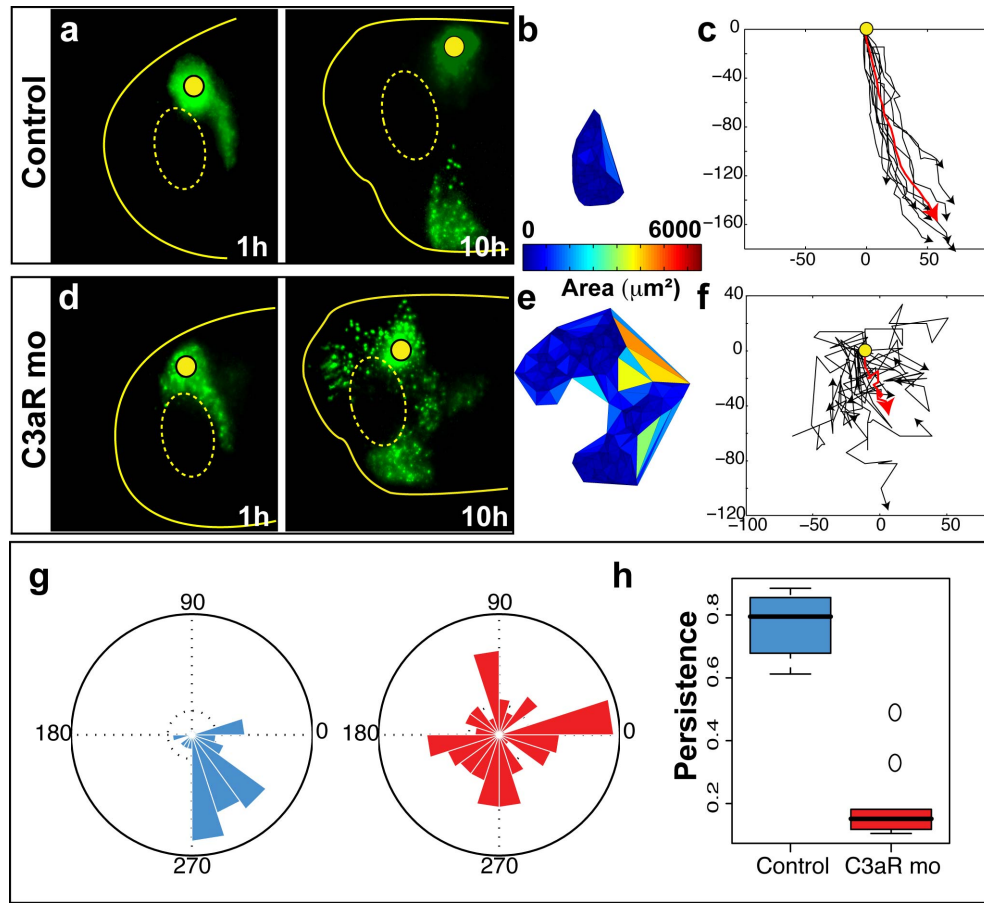 Control
a
1h
10h
b
0 6000
Area (μm²)
c
0
-40
-80
-120
-160
-50 0 50
C3aR mo
d
1h
10h
e
f
40
0
-40
-80
-120
-100 -50 0 50
g
90
180 0
270
90
180 0
270
h
Persistence
0.8
0.6
0.4
0.2
Control C3aR mo